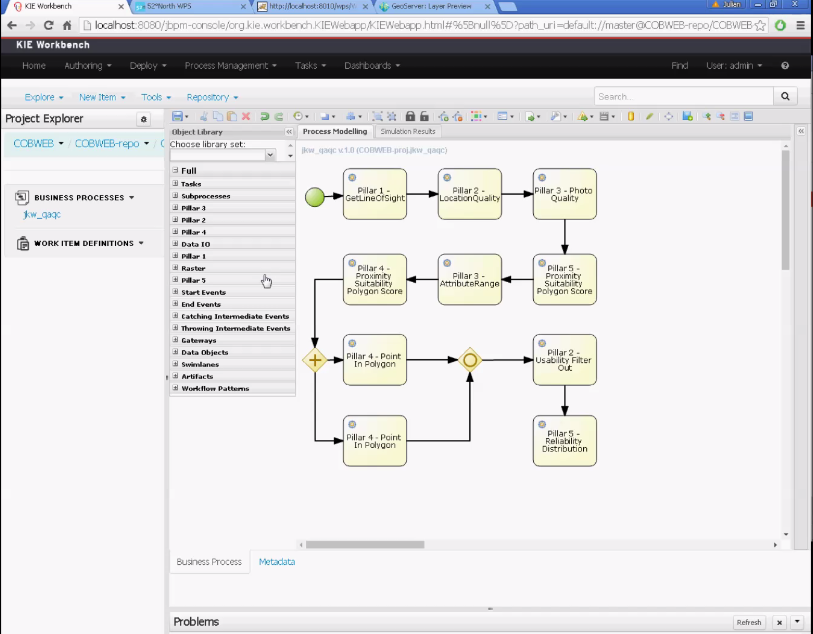 KIE Workbench
52°North WPS
http://localhost:8010/wps/
GeoServer: Layer Preview
Julian
localhost:8080/jbpm-console/org.kie.workbench.KIEWebapp/KIEWebapp.html#%5Bnull%5D?path_uri=default://master@COBWEB-repo/COBWEB-
KIE Workbench
Home Authoring Deploy Process Management Tasks Dashboards Find User: admin
Explore New Item Tools Repository Search...
Project Explorer
COBWEB COBWEB-repo
BUSINESS PROCESSES
jkw_qaqc
WORK ITEM DEFINITIONS
Object Library
Choose library set:
Full
Tasks
Subprocesses
Pillar 3
Pillar 2
Pillar 4
Data IO
Pillar 1
Raster
Pillar 5
Start Events
End Events
Catching Intermediate Events
Throwing Intermediate Events
Gateways
Data Objects
Swimlanes
Artifacts
Workflow Patterns
Process Modelling Simulation Results
jkw_qaqc v.1.0 (COBWEB-proj.jkw_qaqc)
Pillar 1 -
GetLineOfSight
Pillar 2 -
LocationQuality
Pillar 3 - Photo
Quality
Pillar 4 -
Proximity
Suitability
Polygon Score
Pillar 3 -
AttributeRange
Pillar 5 -
Proximity
Suitability
Polygon Score
Pillar 4 - Point
In Polygon
Pillar 2 -
Usability Filter
Out
Pillar 4 - Point
In Polygon
Pillar 5 -
Reliability
Distribution
Business Process Metadata
Problems
Refresh